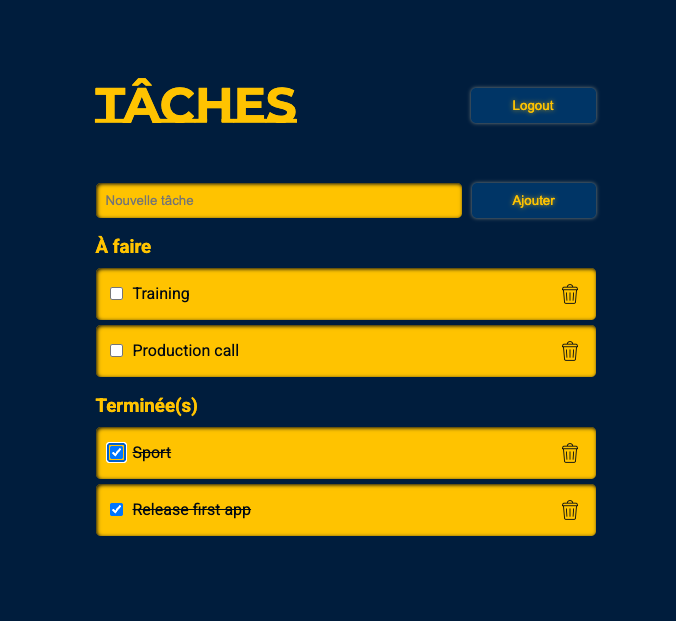 TÂCHES
Logout
Nouvelle tâche
Ajouter
À faire
Training
Production call
Terminée(s)
Sport
Release first app